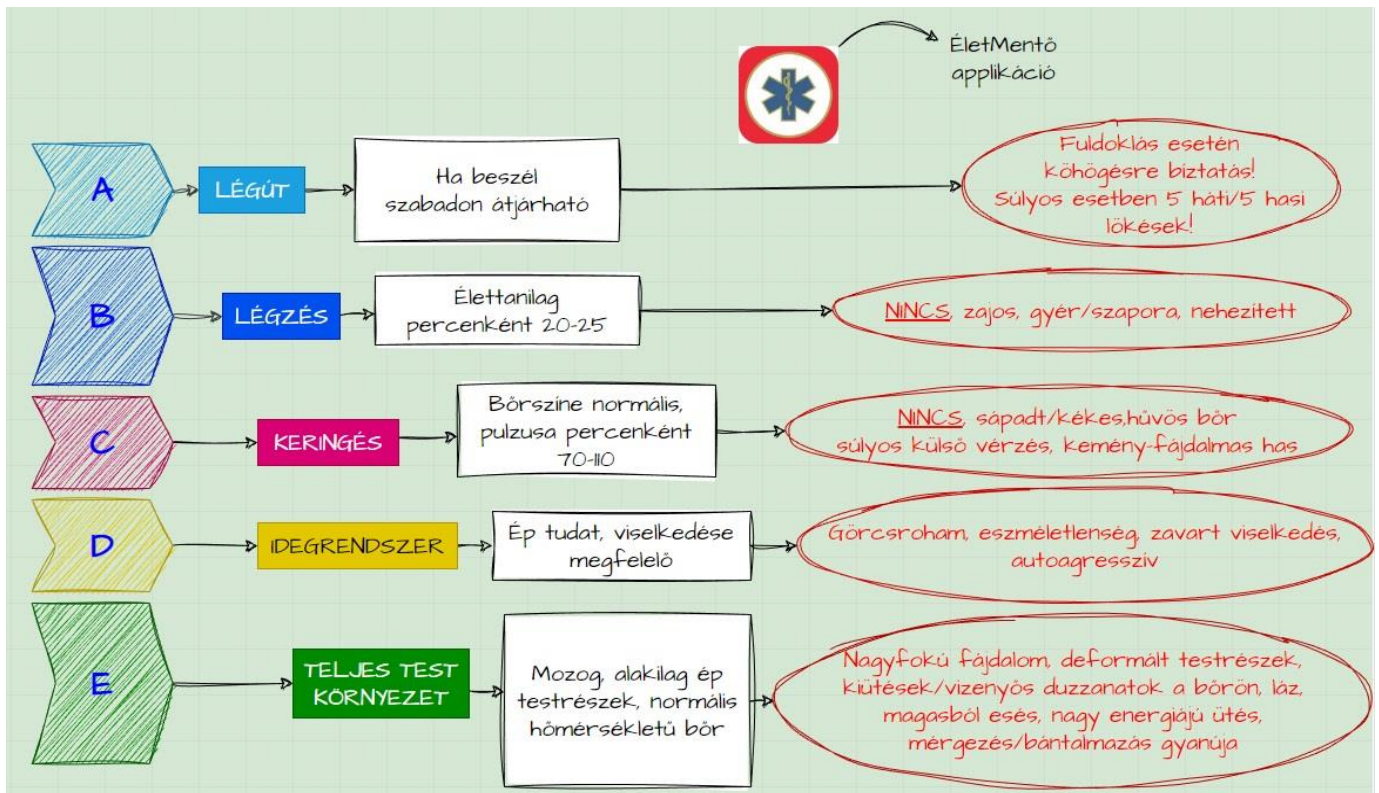 ÉletMentő
applikáció
A
LÉGÚT
Ha beszél
szabadon átjárható
Fuldoklás esetén
köhögésre biztatás!
Súlyos esetben 5 háti/5 hasi
lökések!
B
LÉGZÉS
Élettanilag
percenként 20-25
NINCS, zajos, gyér/szapora, nehezített
C
KERINGÉS
Bőrszíne normális,
pulzusa percenként
70-110
NINCS, sápadt/kékes,hűvös bőr
súlyos külső vérzés, kemény-fájdalmas has
D
IDEGRENDSZER
Ép tudat, viselkedése
megfelelő
Görcsroham, eszméletlenség, zavart viselkedés,
autoagresszív
E
TELJES TEST
KÖRNYEZET
Mozog, alakilag ép
testrészek, normális
hőmérsékletű bőr
Nagyfokú fájdalom, deformált testrészek,
kiütések/vizenyős duzzanatok a bőrön, láz,
magasból esés, nagy energiájú ütés,
mérgezés/bántalmazás gyanúja